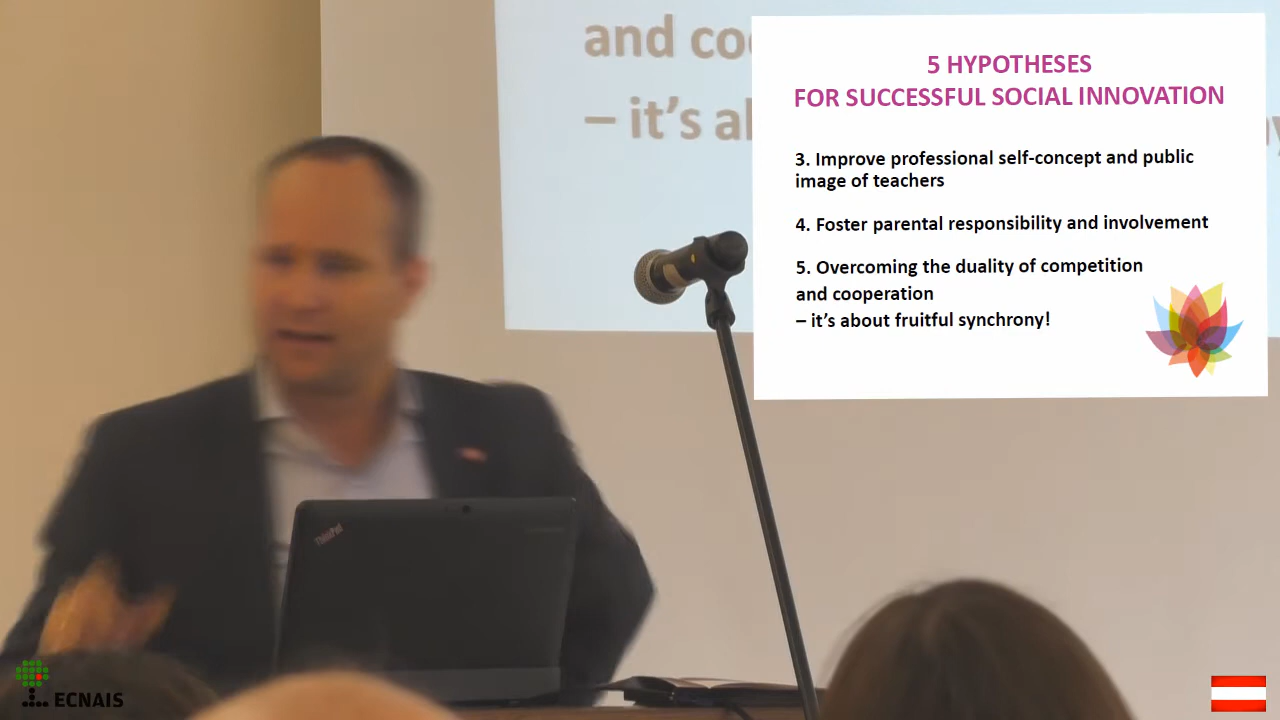 and co
– it's a
5 HYPOTHESES
FOR SUCCESSFUL SOCIAL INNOVATION
3. Improve professional self-concept and public
image of teachers
4. Foster parental responsibility and involvement
5. Overcoming the duality of competition
and cooperation
– it's about fruitful synchrony!
ThinkPad
ECNAIS